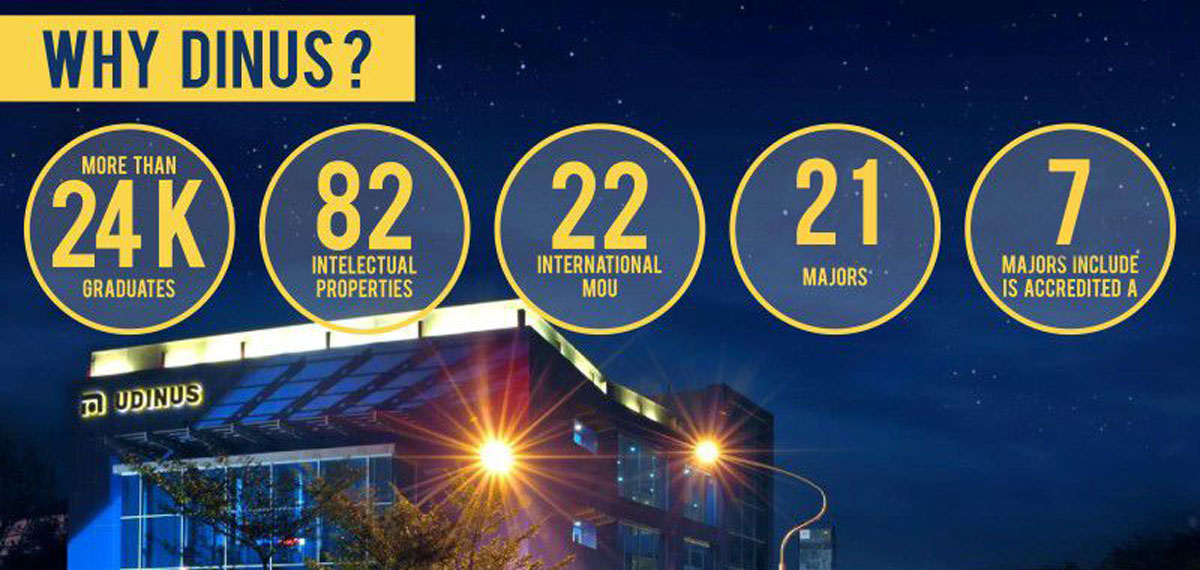 WHY DINUS?
MORE THAN
24 K
GRADUATES
82
INTELECTUAL
PROPERTIES
22
INTERNATIONAL
MOU
21
MAJORS
7
MAJORS INCLUDE
IS ACCREDITED A
UDINUS